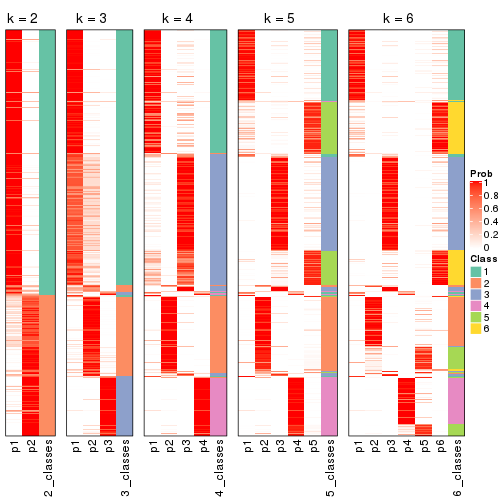 k = 2
k = 3
k = 4
k = 5
k = 6
Prob
1
0.8
0.6
0.4
0.2
0
Class
1
2
3
4
5
6
p1
p2
2_classes
p1
p2
p3
3_classes
p1
p2
p3
p4
4_classes
p1
p2
p3
p4
p5
5_classes
p1
p2
p3
p4
p5
p6
6_classes